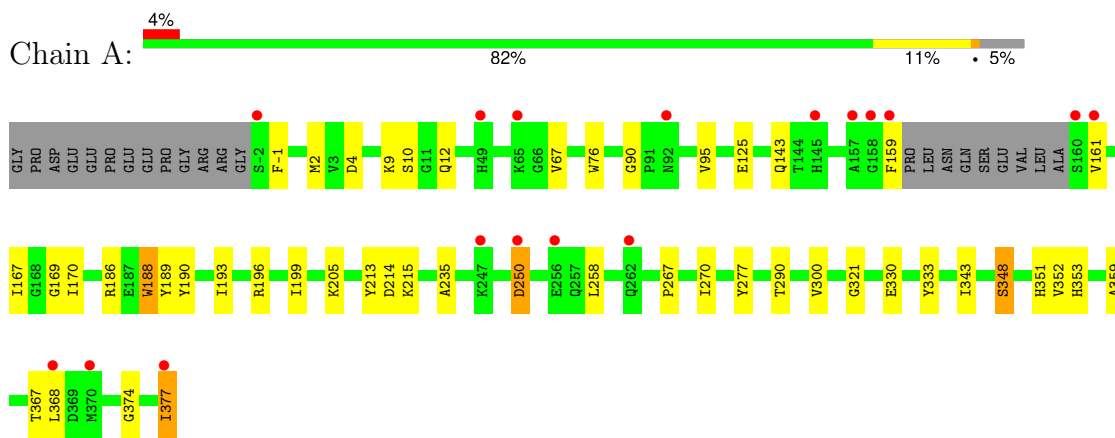 4%
Chain A:
82% 11% • 5%
GLY PRO ASP GLU GLU PRO GLU GLU PRO GLY ARG ARG GLY S-2 F-1 M2 V3 D4 K9 S10 G11 Q12 H49 K65 G66 V67 W76 G90 P91 N92 V95 E125 Q143 T144 H145 A157 G158 F159 PRO LEU ASN GLN SER GLU VAL LEU ALA S160 V161
I167 G168 G169 I170 R186 E187 W188 Y189 Y190 I193 R196 I199 K205 Y213 D214 K215 A235 K247 D250 E256 Q257 L258 Q262 P267 I270 Y277 T290 V300 G321 E330 Y333 I343 S348 H351 V352 H353 A359
T367 L368 D369 M370 G374 I377